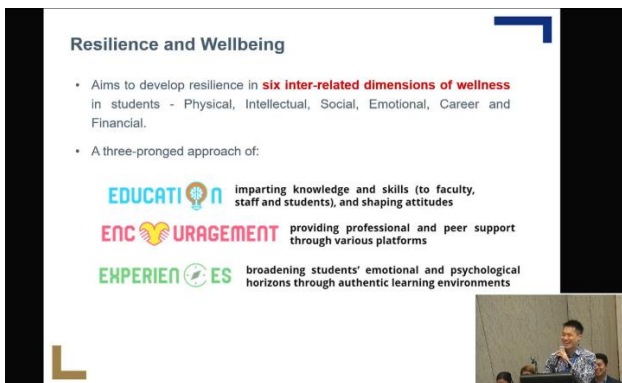 Resilience and Wellbeing
• Aims to develop resilience in six inter-related dimensions of wellness
in students - Physical, Intellectual, Social, Emotional, Career and
Financial.
• A three-pronged approach of:
EDUCATION
imparting knowledge and skills (to faculty,
staff and students), and shaping attitudes
ENCOURAGEMENT
providing professional and peer support
through various platforms
EXPERIENCES
broadening students' emotional and psychological
horizons through authentic learning environments